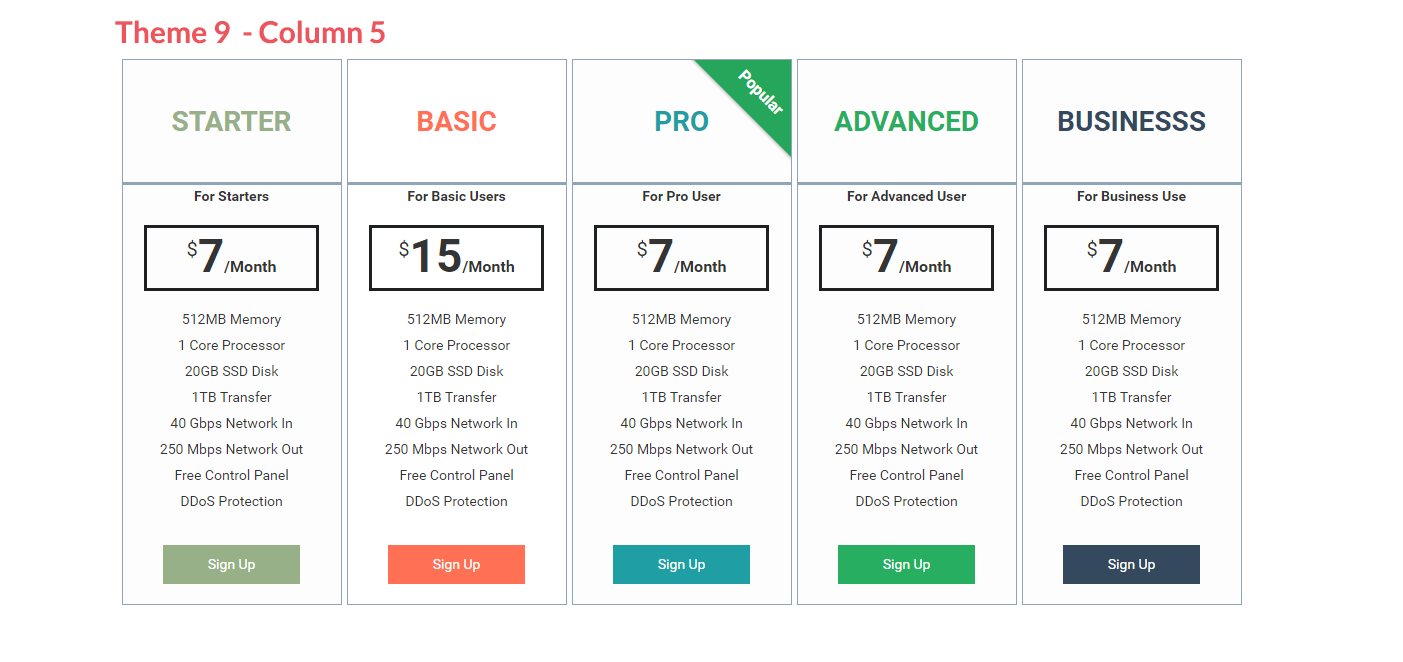 Theme 9 - Column 5
STARTER
For Starters
$7/Month
512MB Memory
1 Core Processor
20GB SSD Disk
1TB Transfer
40 Gbps Network In
250 Mbps Network Out
Free Control Panel
DDoS Protection
Sign Up
BASIC
For Basic Users
$15/Month
512MB Memory
1 Core Processor
20GB SSD Disk
1TB Transfer
40 Gbps Network In
250 Mbps Network Out
Free Control Panel
DDoS Protection
Sign Up
Popular
PRO
For Pro User
$7/Month
512MB Memory
1 Core Processor
20GB SSD Disk
1TB Transfer
40 Gbps Network In
250 Mbps Network Out
Free Control Panel
DDoS Protection
Sign Up
ADVANCED
For Advanced User
$7/Month
512MB Memory
1 Core Processor
20GB SSD Disk
1TB Transfer
40 Gbps Network In
250 Mbps Network Out
Free Control Panel
DDoS Protection
Sign Up
BUSINESSS
For Business Use
$7/Month
512MB Memory
1 Core Processor
20GB SSD Disk
1TB Transfer
40 Gbps Network In
250 Mbps Network Out
Free Control Panel
DDoS Protection
Sign Up